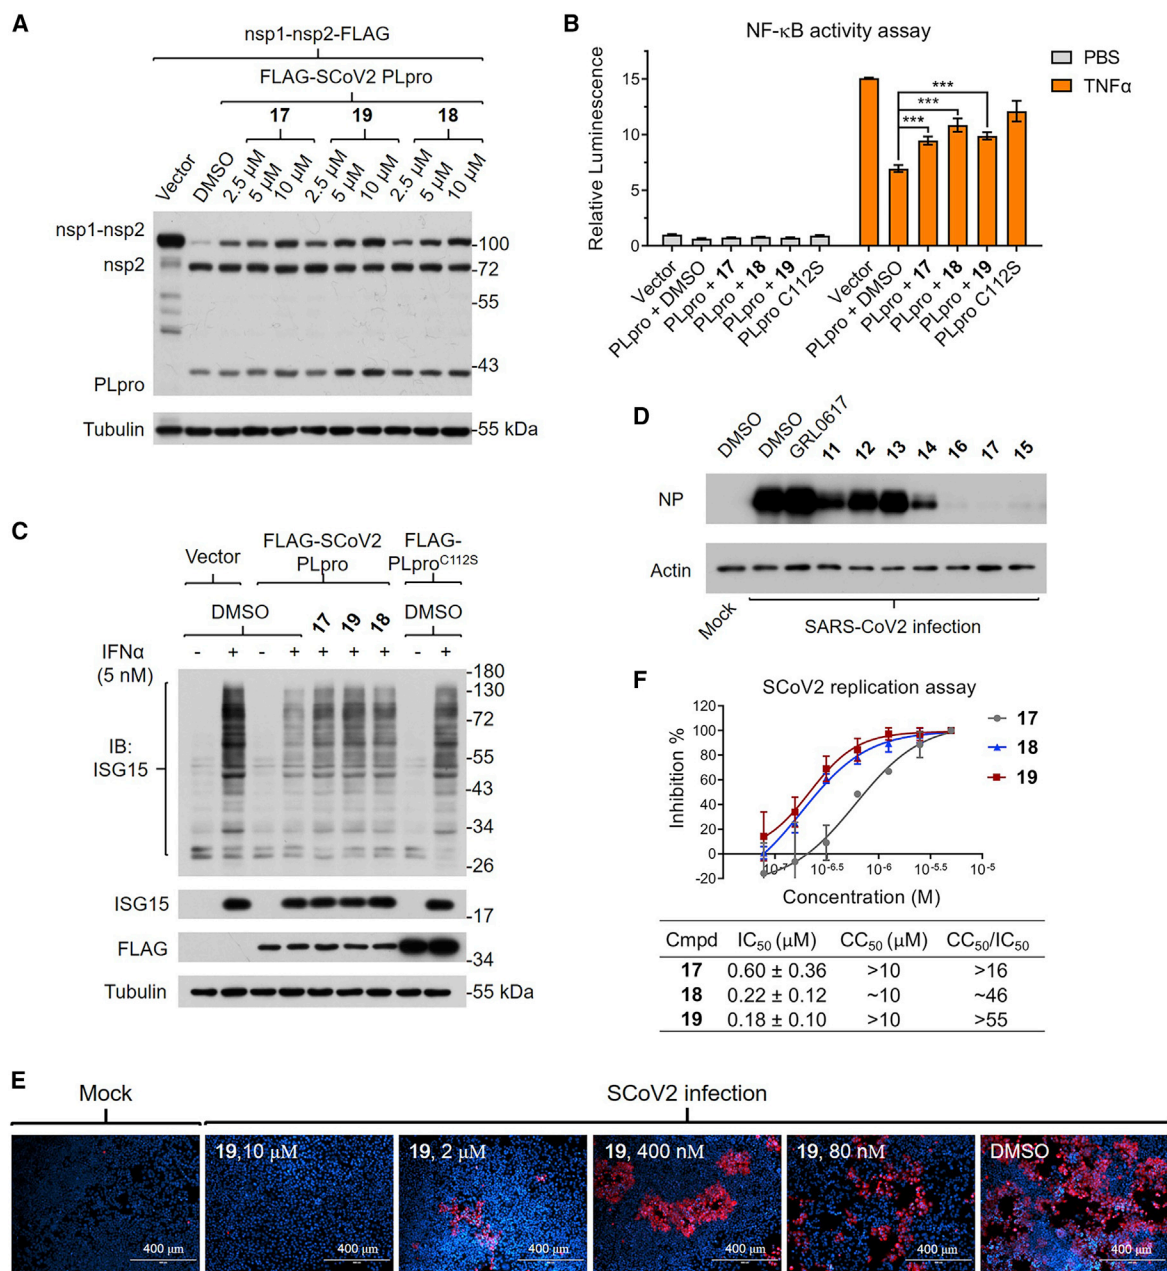 A
nsp1-nsp2-FLAG
FLAG-SCoV2 PLpro
17 19 18
Vector DMSO 2.5 μM 5 μM 10 μM 2.5 μM 5 μM 10 μM 2.5 μM 5 μM 10 μM
nsp1-nsp2
nsp2
PLpro
-100
-72
-55
-43
Tubulin -55 kDa
B
NF-κB activity assay
PBS
TNFα
Relative Luminescence
15
10
5
0
*** *** ***
Vector PLpro + DMSO PLpro + 17 PLpro + 18 PLpro + 19 PLpro C112S
Vector PLpro + DMSO PLpro + 17 PLpro + 18 PLpro + 19 PLpro C112S
C
Vector FLAG-SCoV2 PLpro FLAG-PLproC112S
DMSO 17 19 18 DMSO
IFNα (5 nM) - + - + + + + - +
IB: ISG15
-180
-130
-72
-55
-43
-34
-26
ISG15 -17
FLAG -34
Tubulin -55 kDa
D
DMSO DMSO GRL0617 11 12 13 14 16 17 15
NP
Actin
Mock SARS-CoV2 infection
F
SCoV2 replication assay
17
18
19
Inhibition %
120
100
80
60
40
20
0
-20
10-7 10-6.5 10-6 10-5.5 10-5
Concentration (M)
Cmpd IC50 (μM) CC50 (μM) CC50/IC50
17 0.60 ± 0.36 >10 >16
18 0.22 ± 0.12 ~10 ~46
19 0.18 ± 0.10 >10 >55
E
Mock SCoV2 infection
19,10 μM 19, 2 μM 19, 400 nM 19, 80 nM DMSO
400 μm 400 μm 400 μm 400 μm 400 μm 400 μm